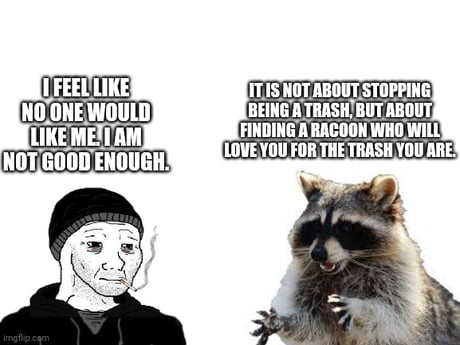 I FEEL LIKE
NO ONE WOULD
LIKE ME. I AM
NOT GOOD ENOUGH.
IT IS NOT ABOUT STOPPING
BEING A TRASH, BUT ABOUT
FINDING A RACOON WHO WILL
LOVE YOU FOR THE TRASH YOU ARE.
imgflip.com